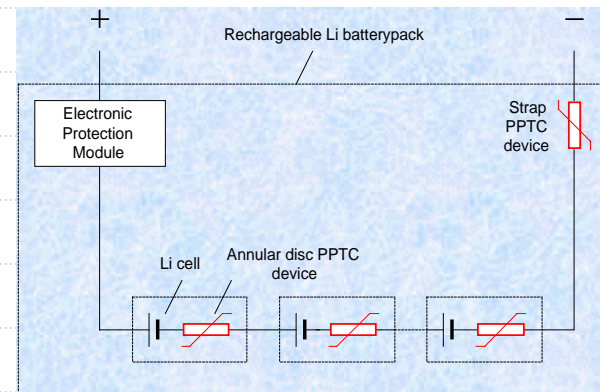 +
−
Rechargeable Li batterypack
Electronic
Protection
Module
Strap
PPTC
device
Li cell
Annular disc PPTC
device